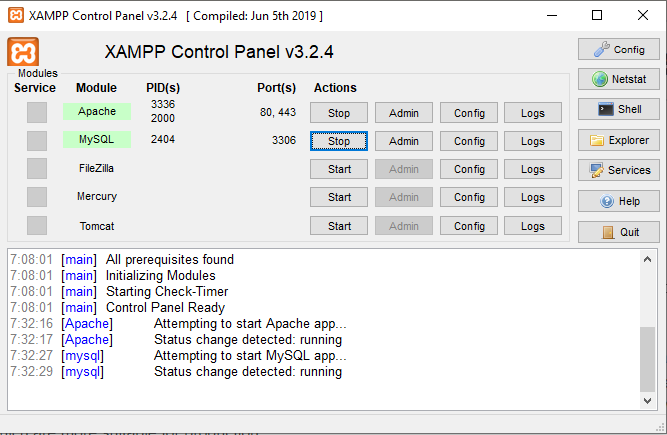 XAMPP Control Panel v3.2.4 [ Compiled: Jun 5th 2019 ]
XAMPP Control Panel v3.2.4
Config
Modules
Service Module PID(s) Port(s) Actions
Netstat
Apache 3336 2000 80, 443 Stop Admin Config Logs
Shell
MySQL 2404 3306 Stop Admin Config Logs
Explorer
FileZilla Start Admin Config Logs
Services
Mercury Start Admin Config Logs
Help
Tomcat Start Admin Config Logs
Quit
7:08:01 [main] All prerequisites found
7:08:01 [main] Initializing Modules
7:08:01 [main] Starting Check-Timer
7:08:01 [main] Control Panel Ready
7:32:16 [Apache] Attempting to start Apache app...
7:32:17 [Apache] Status change detected: running
7:32:27 [mysql] Attempting to start MySQL app...
7:32:29 [mysql] Status change detected: running